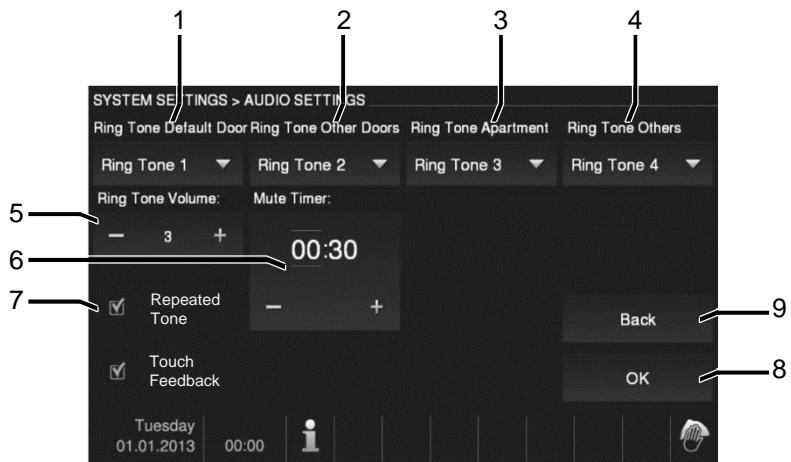 1 2 3 4
SYSTEM SETTINGS > AUDIO SETTINGS
Ring Tone Default Door Ring Tone Other Doors Ring Tone Apartment Ring Tone Others
Ring Tone 1 Ring Tone 2 Ring Tone 3 Ring Tone 4
Ring Tone Volume: Mute Timer:
5
− 3 +
00:30
6
7
Repeated
Tone
− +
Back
9
Touch
Feedback
OK
8
Tuesday
01.01.2013 00:00